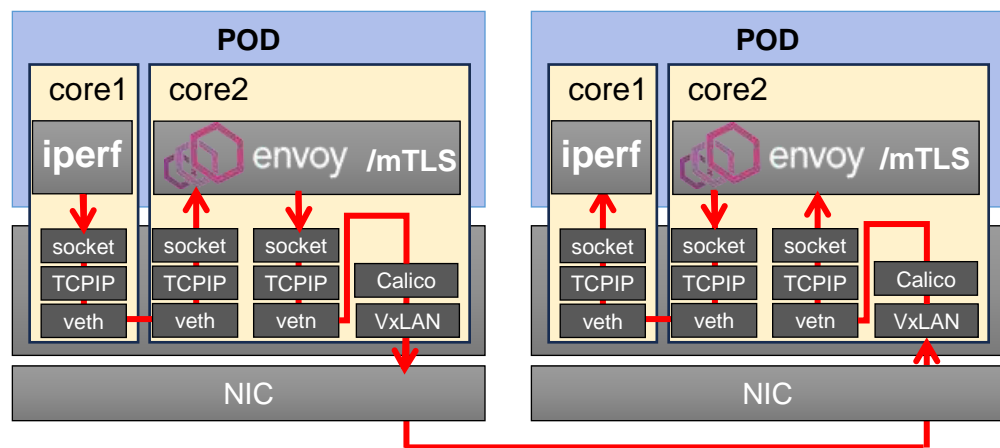 POD
core1
core2
iperf
envoy /mTLS
socket
socket
socket
TCPIP
TCPIP
TCPIP
Calico
veth
veth
vetn
VxLAN
NIC
POD
core1
core2
iperf
envoy /mTLS
socket
socket
socket
TCPIP
TCPIP
TCPIP
Calico
veth
veth
vetn
VxLAN
NIC